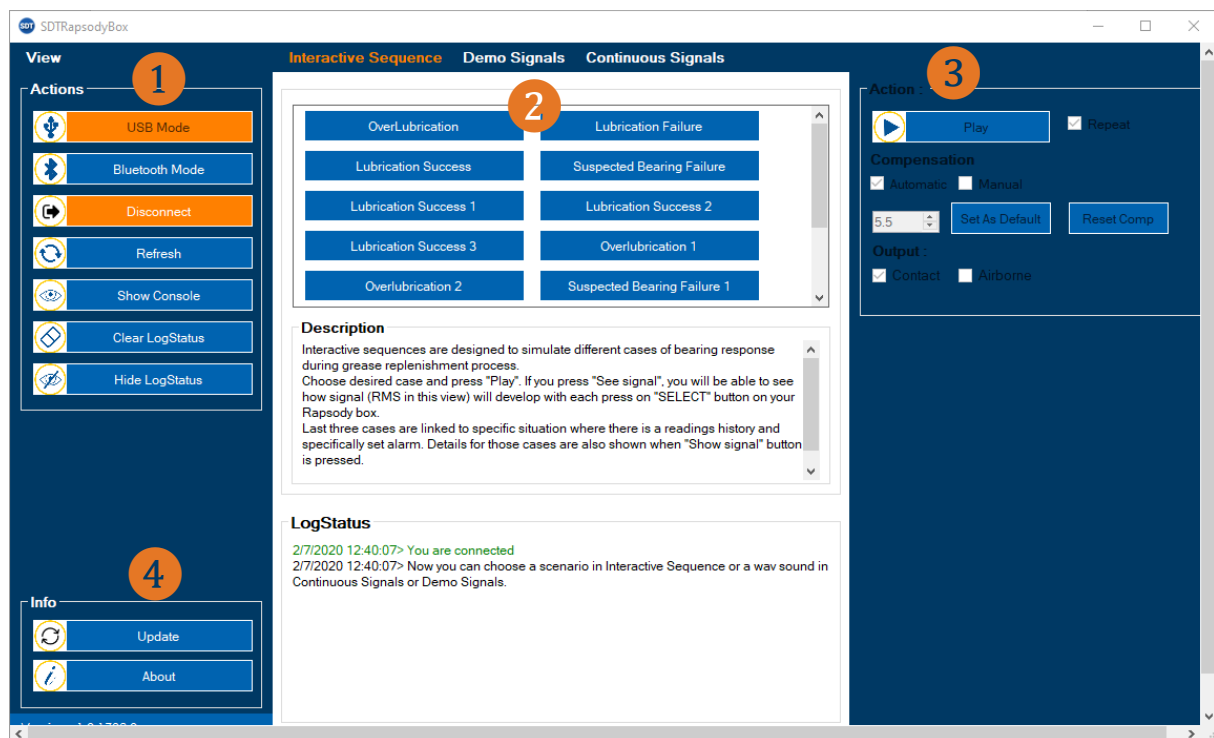 SDT SDTRapsodyBox
View
Interactive Sequence Demo Signals Continuous Signals
1
Actions
USB Mode
Bluetooth Mode
Disconnect
Refresh
Show Console
Clear LogStatus
Hide LogStatus
4
Info
Update
About
2
OverLubrication Lubrication Failure
Lubrication Success Suspected Bearing Failure
Lubrication Success 1 Lubrication Success 2
Lubrication Success 3 Overlubrication 1
Overlubrication 2 Suspected Bearing Failure 1
Description
Interactive sequences are designed to simulate different cases of bearing response
during grease replenishment process.
Choose desired case and press "Play". If you press "See signal", you will be able to see
how signal (RMS in this view) will develop with each press on "SELECT" button on your
Rapsody box.
Last three cases are linked to specific situation where there is a readings history and
specifically set alarm. Details for those cases are also shown when "Show signal" button
is pressed.
LogStatus
2/7/2020 12:40:07> You are connected
2/7/2020 12:40:07> Now you can choose a scenario in Interactive Sequence or a wav sound in
Continuous Signals or Demo Signals.
3
Action :
Play Repeat
Compensation
Automatic Manual
5.5 Set As Default Reset Comp
Output :
Contact Airborne